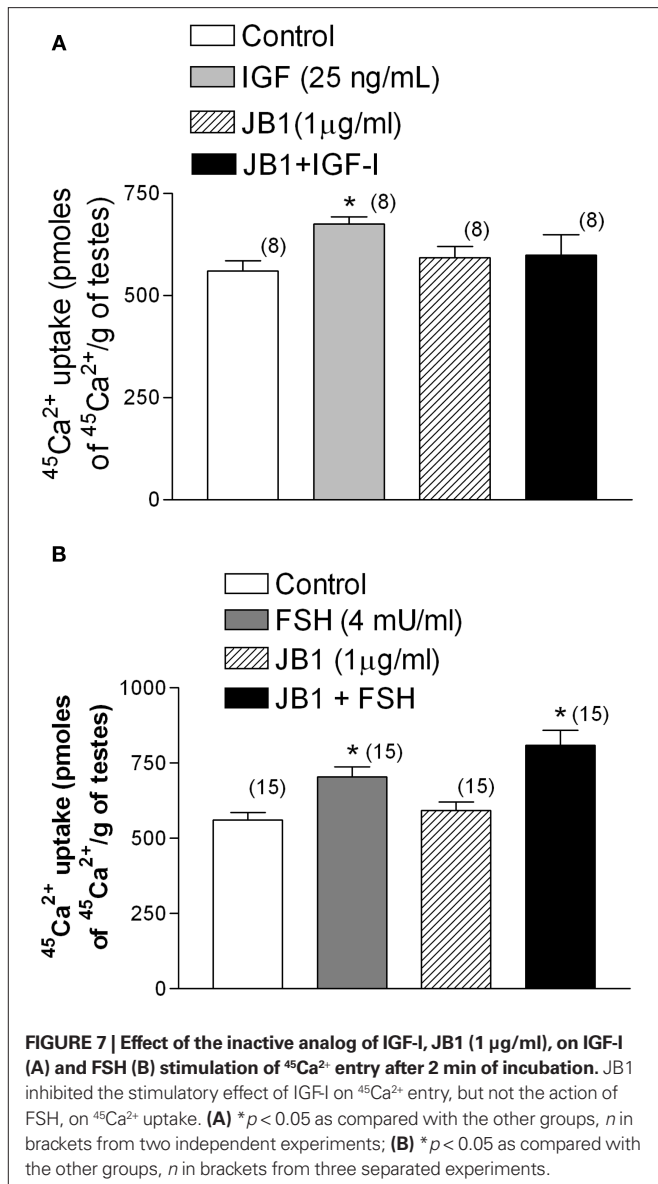 A
Control
IGF (25 ng/mL)
JB1(1µg/ml)
JB1+IGF-I
⁴⁵Ca²⁺ uptake (pmoles
of ⁴⁵Ca²⁺/g of testes)
750
500
250
0
(8)
* (8)
(8)
(8)
B
Control
FSH (4 mU/ml)
JB1 (1µg/ml)
JB1 + FSH
⁴⁵Ca²⁺ uptake (pmoles
of ⁴⁵Ca²⁺/g of testes)
1000
750
500
250
0
(15)
* (15)
(15)
* (15)
FIGURE 7 | Effect of the inactive analog of IGF-I, JB1 (1 µg/ml), on IGF-I
(A) and FSH (B) stimulation of ⁴⁵Ca²⁺ entry after 2 min of incubation. JB1
inhibited the stimulatory effect of IGF-I on ⁴⁵Ca²⁺ entry, but not the action of
FSH, on ⁴⁵Ca²⁺ uptake. (A) *p < 0.05 as compared with the other groups, n in
brackets from two independent experiments; (B) *p < 0.05 as compared with
the other groups, n in brackets from three separated experiments.